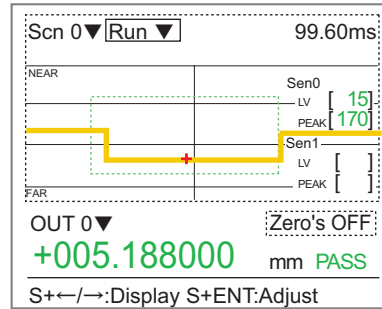 Scn 0▼ Run ▼ 99.60ms
NEAR
Sen0
LV [ 15]
PEAK [170]
Sen1
LV [ ]
PEAK [ ]
FAR
OUT 0▼ Zero's OFF
+005.188000 mm PASS
S+←/→:Display S+ENT:Adjust